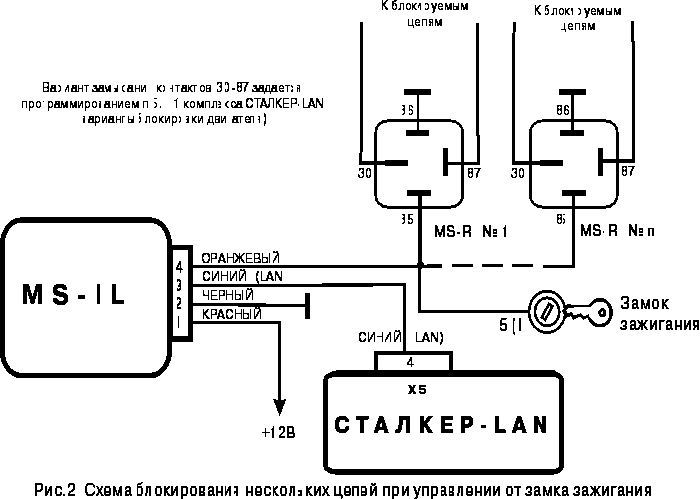 К блокируемым
цепям
К блокируемым
цепям
Вариант замыкани контактов 30-87 задается
программированием п 5. 1 комплекса СТАЛКЕР-LAN
варианты блокировки двигателя)
86
86
30
87
30
87
85
MS-R №1
MS-R № n
ОРАНЖЕВЫЙ
СИНИЙ (LAN
ЧЕРНЫЙ
КРАСНЫЙ
4
3
2
1
MS-IL
Замок
зажигания
СИНИЙ LAN)
4
X5
СТАЛКЕР-LAN
+12В
Рис.2 Схема блокирования нескольких цепей при управлении от замка зажигания